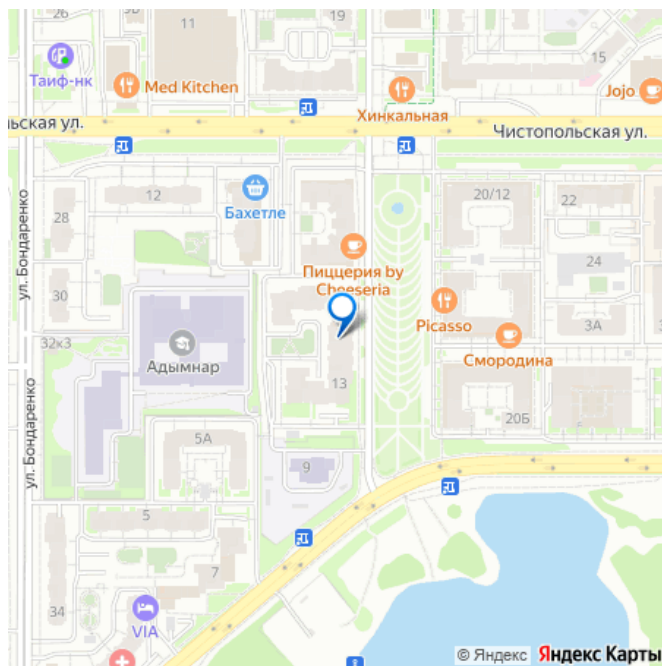 26
9Б
11
19
15
Таиф-нк
Med Kitchen
Хинкальная
Jojo
льская ул.
Чистопольская ул.
12
Бахетле
20/12
22
28
ул. Бондаренко
24
30
Пиццерия by
Cheeseria
Picasso
3А
Смородина
32к3
Адымнар
13
20Б
5А
9
ул. Бондаренко
5
7
34
VIA
© Яндекс Яндекс Карты